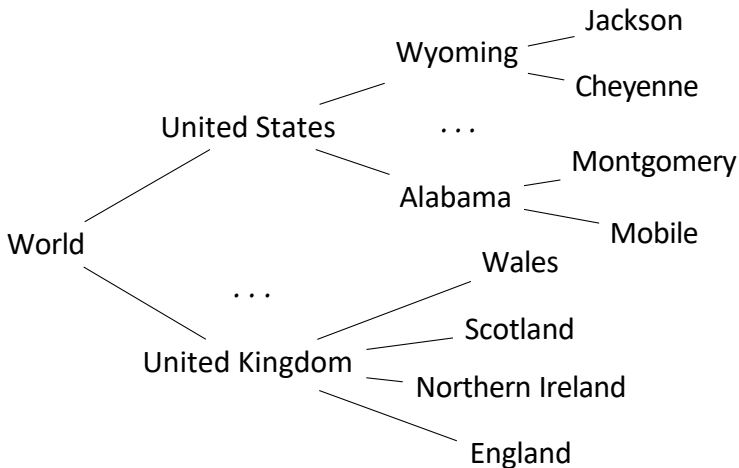 Jackson
Wyoming
Cheyenne
United States
. . .
Montgomery
Alabama
Mobile
World
Wales
. . .
Scotland
United Kingdom
Northern Ireland
England